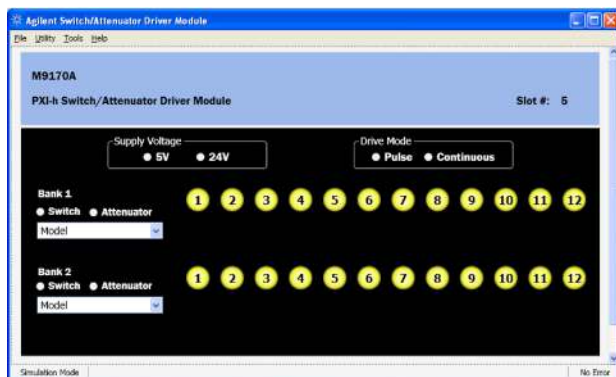 Agilent Switch/Attenuator Driver Module
File Utility Tools Help
M9170A
PXI-h Switch/Attenuator Driver Module Slot #: 5
Supply Voltage Drive Mode
5V 24V Pulse Continuous
Bank 1
1 2 3 4 5 6 7 8 9 10 11 12
Switch Attenuator
Model
Bank 2
1 2 3 4 5 6 7 8 9 10 11 12
Switch Attenuator
Model
Simulation Mode No Error